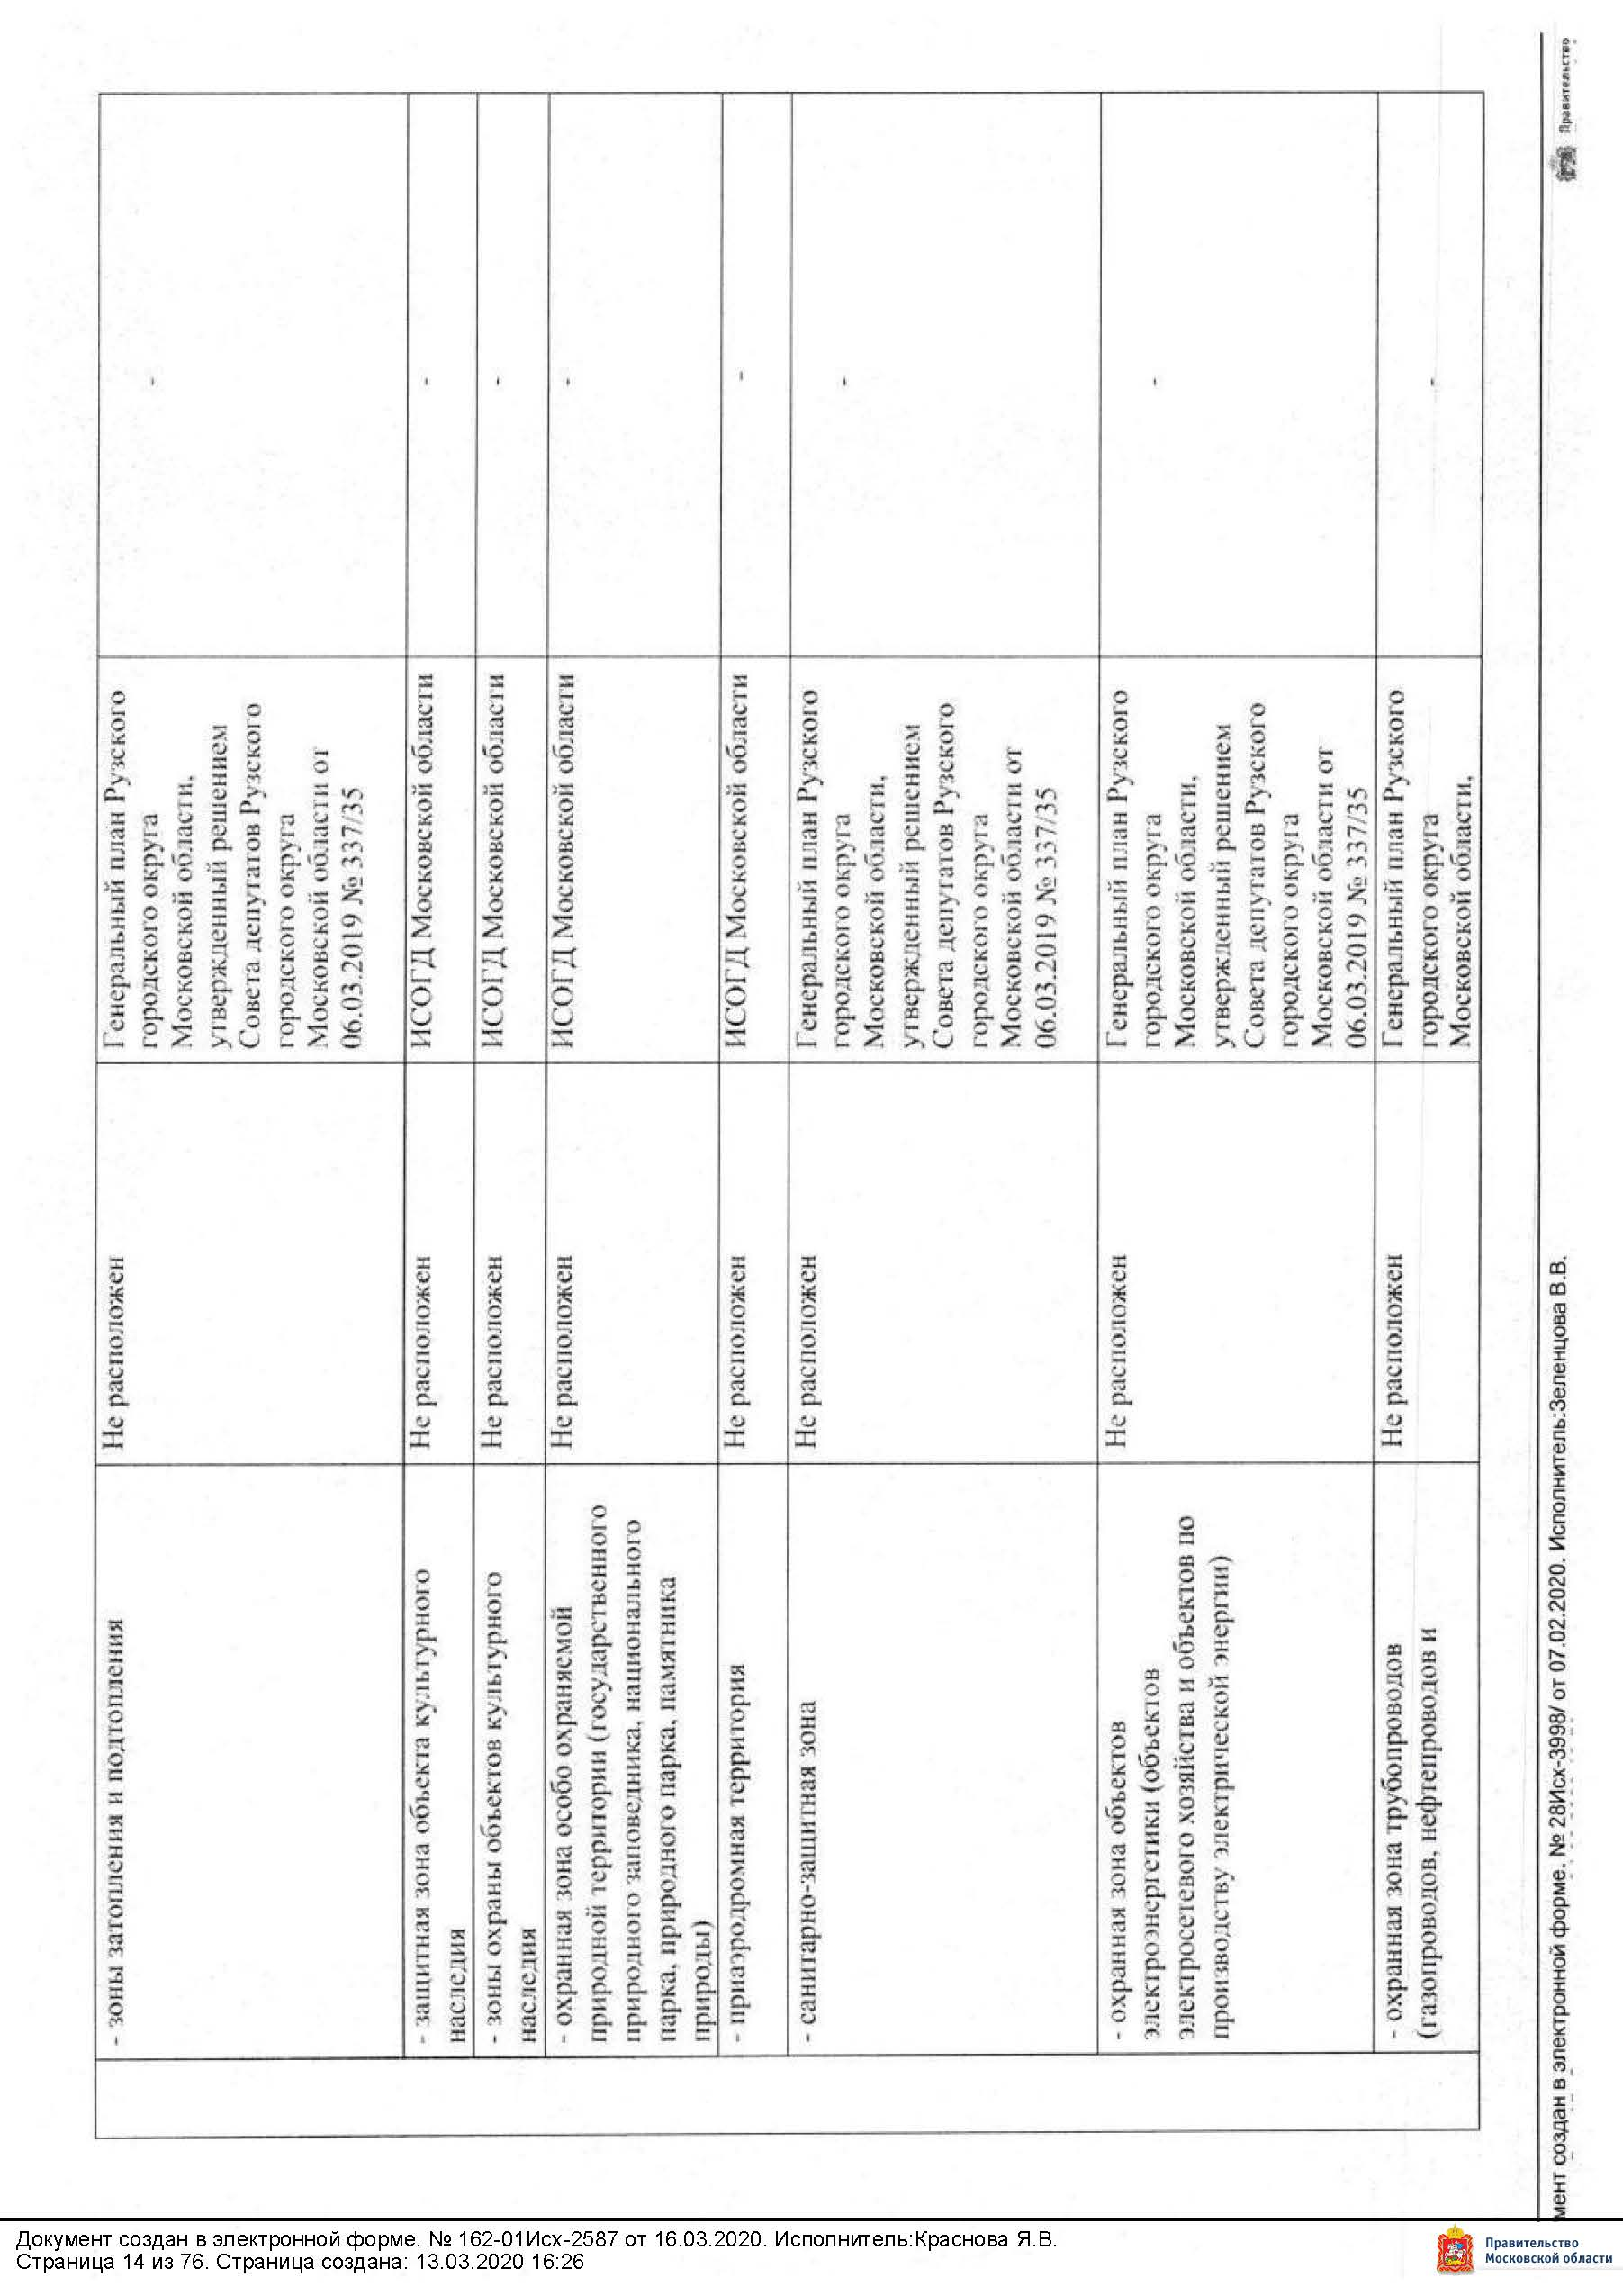 - зоны затопления и подтопления
Не расположен
Генеральный план Рузского
городского округа
Московской области,
утвержденный решением
Совета депутатов Рузского
городского округа
Московской области от
06.03.2019 № 337/35
-
- защитная зона объекта культурного
наследия
Не расположен
ИСОГД Московской области
-
- зоны охраны объектов культурного
наследия
Не расположен
ИСОГД Московской области
-
- охранная зона особо охраняемой
природной территории (государственного
природного заповедника, национального
парка, природного парка, памятника
природы)
Не расположен
ИСОГД Московской области
-
- приаэродромная территория
Не расположен
ИСОГД Московской области
-
- санитарно-защитная зона
Не расположен
Генеральный план Рузского
городского округа
Московской области,
утвержденный решением
Совета депутатов Рузского
городского округа
Московской области от
06.03.2019 № 337/35
-
- охранная зона объектов
электроэнергетики (объектов
электросетевого хозяйства и объектов по
производству электрической энергии)
Не расположен
Генеральный план Рузского
городского округа
Московской области,
утвержденный решением
Совета депутатов Рузского
городского округа
Московской области от
06.03.2019 № 337/35
-
- охранная зона трубопроводов
(газопроводов, нефтепроводов и
Не расположен
Генеральный план Рузского
городского округа
Московской области,
-
мент создан в электронной форме. № 28Исх-3998/ от 07.02.2020. Исполнитель:Зеленцова В.В.
Правительство
Документ создан в электронной форме. № 162-01Исх-2587 от 16.03.2020. Исполнитель:Краснова Я.В.
Страница 14 из 76. Страница создана: 13.03.2020 16:26
Правительство
Московской области